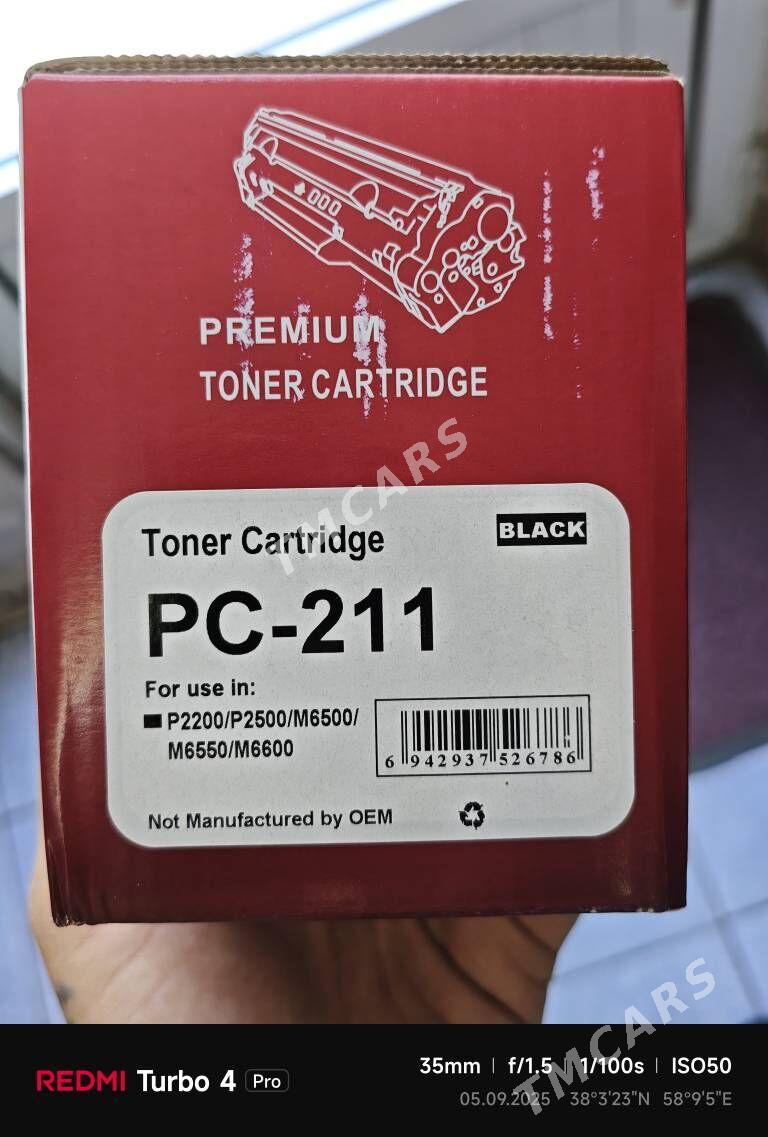 PREMIUM
TONER CARTRIDGE
TMCARS
Toner Cartridge
BLACK
PC-211
For use in:
P2200/P2500/M6500/
M6550/M6600
6 942937 526786
Not Manufactured by OEM
TMCARS
REDMI Turbo 4 Pro
35mm | f/1.5 | 1/100s | ISO50
05.09.2025 38°3'23"N 58°9'5"E